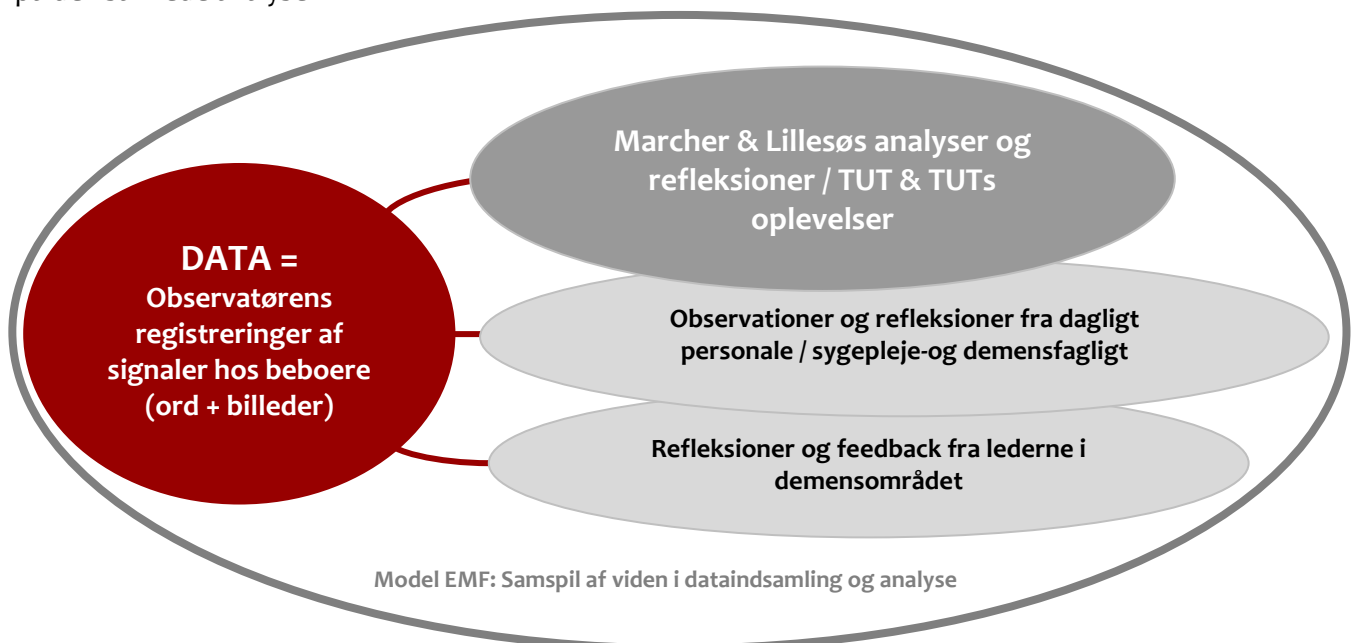 DATA =
Observatørens
registreringer af
signaler hos beboere
(ord + billeder)
Marcher & Lillesøs analyser og
refleksioner / TUT & TUTs
oplevelser
Observationer og refleksioner fra dagligt
personale / sygepleje-og demensfagligt
Refleksioner og feedback fra lederne i
demensområdet
Model EMF: Samspil af viden i dataindsamling og analyse